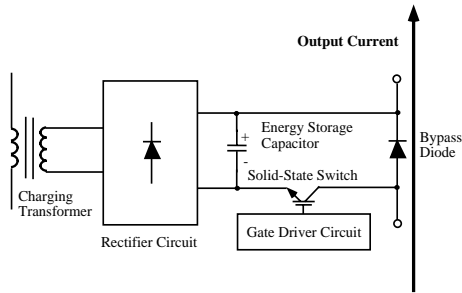 Output Current
+
Energy Storage
Capacitor
-
Bypass
Diode
Solid-State Switch
Charging
Transformer
Gate Driver Circuit
Rectifier Circuit